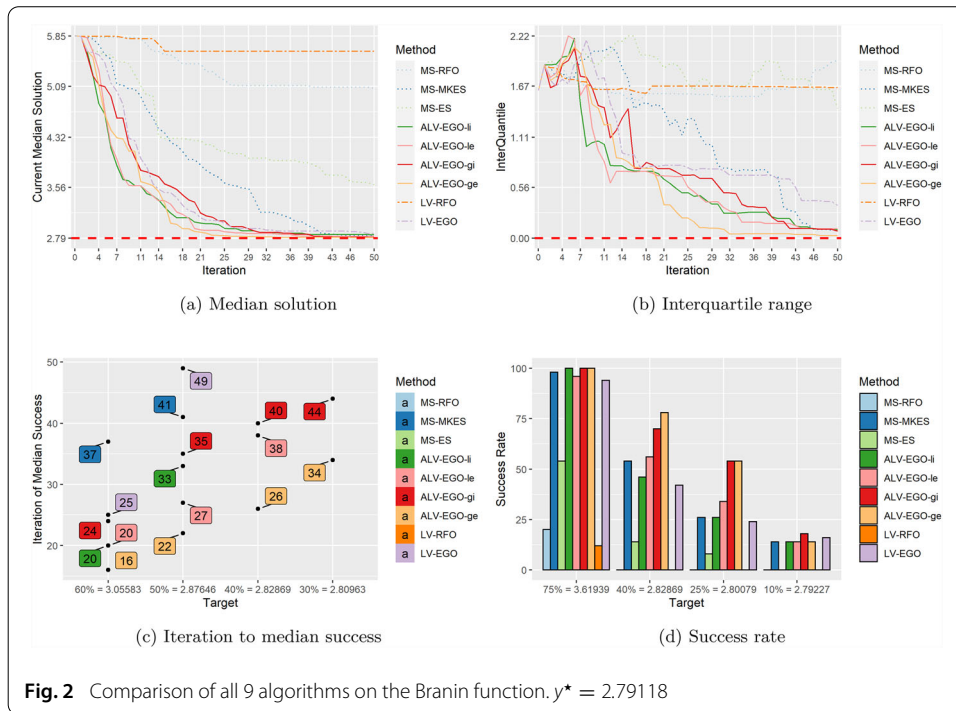 5.85
5.09
4.32
3.56
2.79
Current Median Solution
0 4 7 11 14 18 21 25 29 32 36 39 43 46 50
Iteration
Method
MS-RFO
MS-MKES
MS-ES
ALV-EGO-li
ALV-EGO-le
ALV-EGO-gi
ALV-EGO-ge
LV-RFO
LV-EGO
(a) Median solution
2.22
1.67
1.11
0.56
0.00
InterQuantile
0 4 7 11 14 18 21 25 29 32 36 39 43 46 50
Iteration
Method
MS-RFO
MS-MKES
MS-ES
ALV-EGO-li
ALV-EGO-le
ALV-EGO-gi
ALV-EGO-ge
LV-RFO
LV-EGO
(b) Interquartile range
50
40
30
20
Iteration of Median Success
49
41
40
44
37
35
38
33
34
25
27
26
24
20
22
20
16
60% = 3.05583 50% = 2.87646 40% = 2.82869 30% = 2.80963
Target
Method
a MS-RFO
a MS-MKES
a MS-ES
a ALV-EGO-li
a ALV-EGO-le
a ALV-EGO-gi
a ALV-EGO-ge
a LV-RFO
a LV-EGO
(c) Iteration to median success
100
75
50
25
0
Success Rate
75% = 3.61939 40% = 2.82869 25% = 2.80079 10% = 2.79227
Target
Method
MS-RFO
MS-MKES
MS-ES
ALV-EGO-li
ALV-EGO-le
ALV-EGO-gi
ALV-EGO-ge
LV-RFO
LV-EGO
(d) Success rate
Fig. 2 Comparison of all 9 algorithms on the Branin function. y⋆ = 2.79118